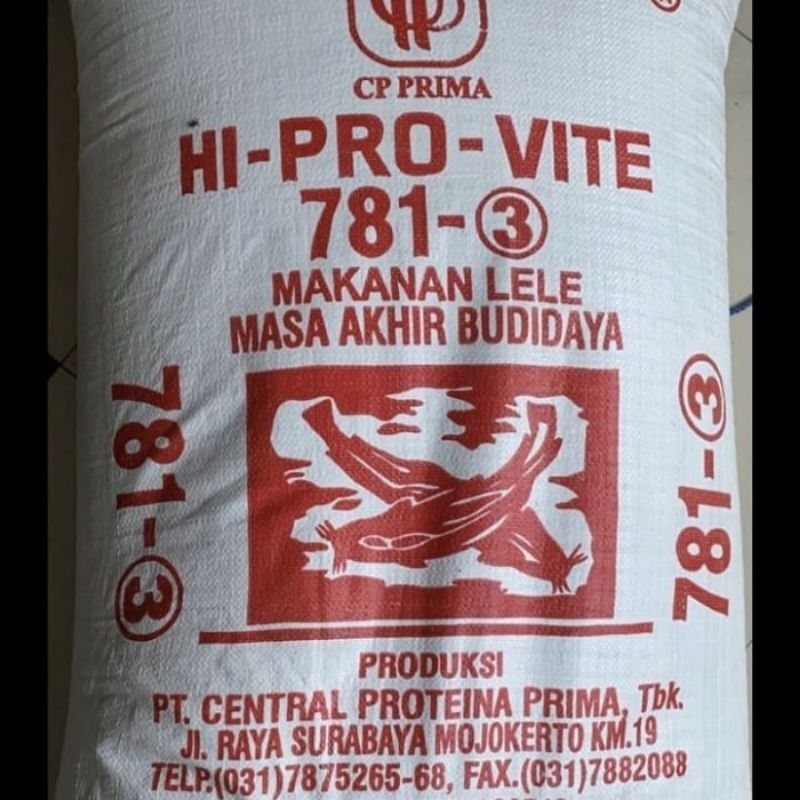 CP PRIMA
HI-PRO-VITE
781-③
MAKANAN LELE
MASA AKHIR BUDIDAYA
781-③
781-③
PRODUKSI
PT. CENTRAL PROTEINA PRIMA, Tbk.
Jl. RAYA SURABAYA MOJOKERTO KM.19
TELP.(031)7875265-68, FAX.(031)7882088